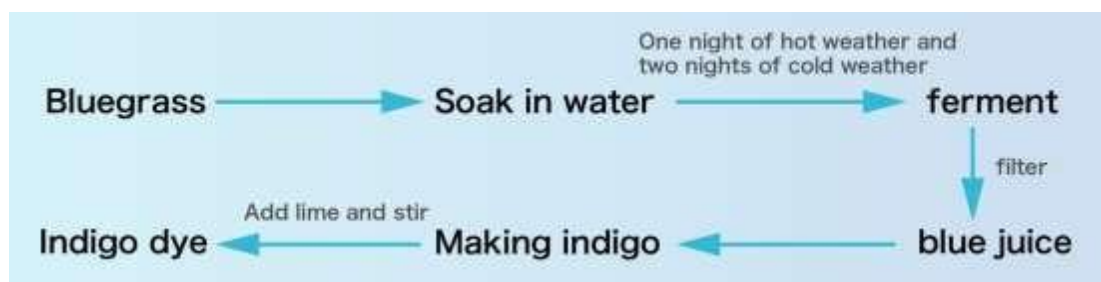 One night of hot weather and
two nights of cold weather
Bluegrass
Soak in water
ferment
filter
Add lime and stir
Indigo dye
Making indigo
blue juice